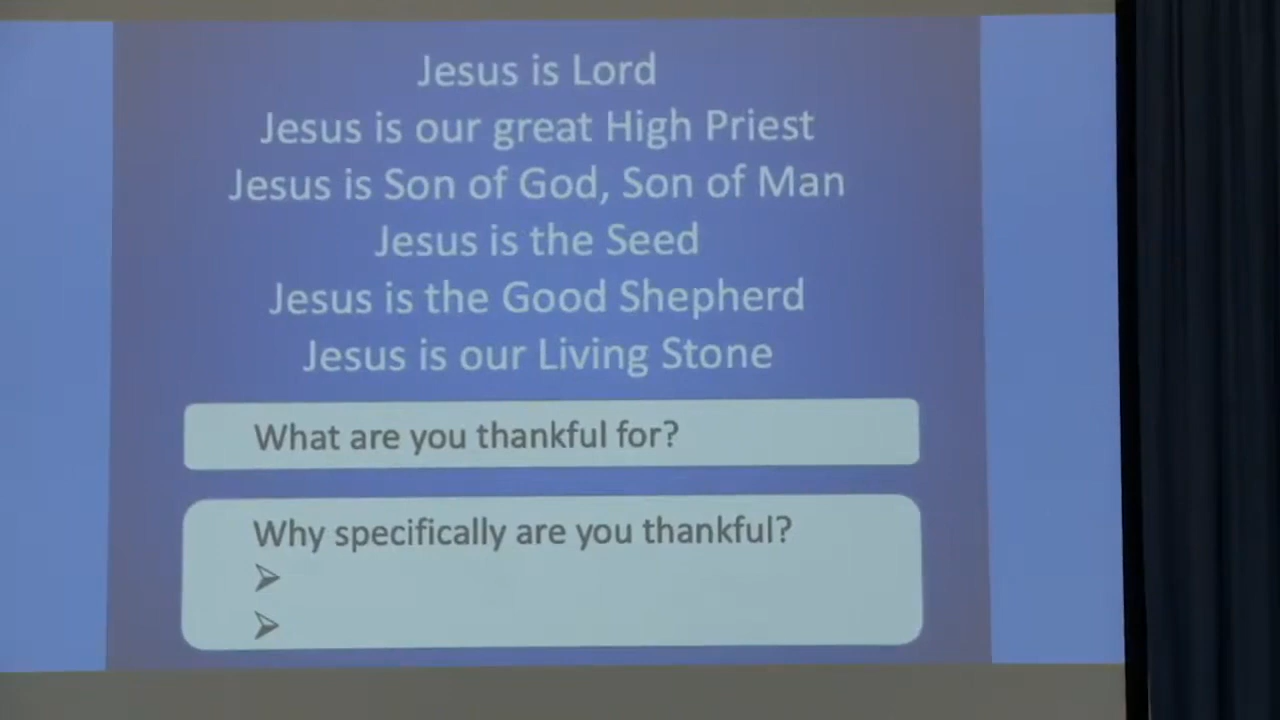 Jesus is Lord
Jesus is our great High Priest
Jesus is Son of God, Son of Man
Jesus is the Seed
Jesus is the Good Shepherd
Jesus is our Living Stone
What are you thankful for?
Why specifically are you thankful?